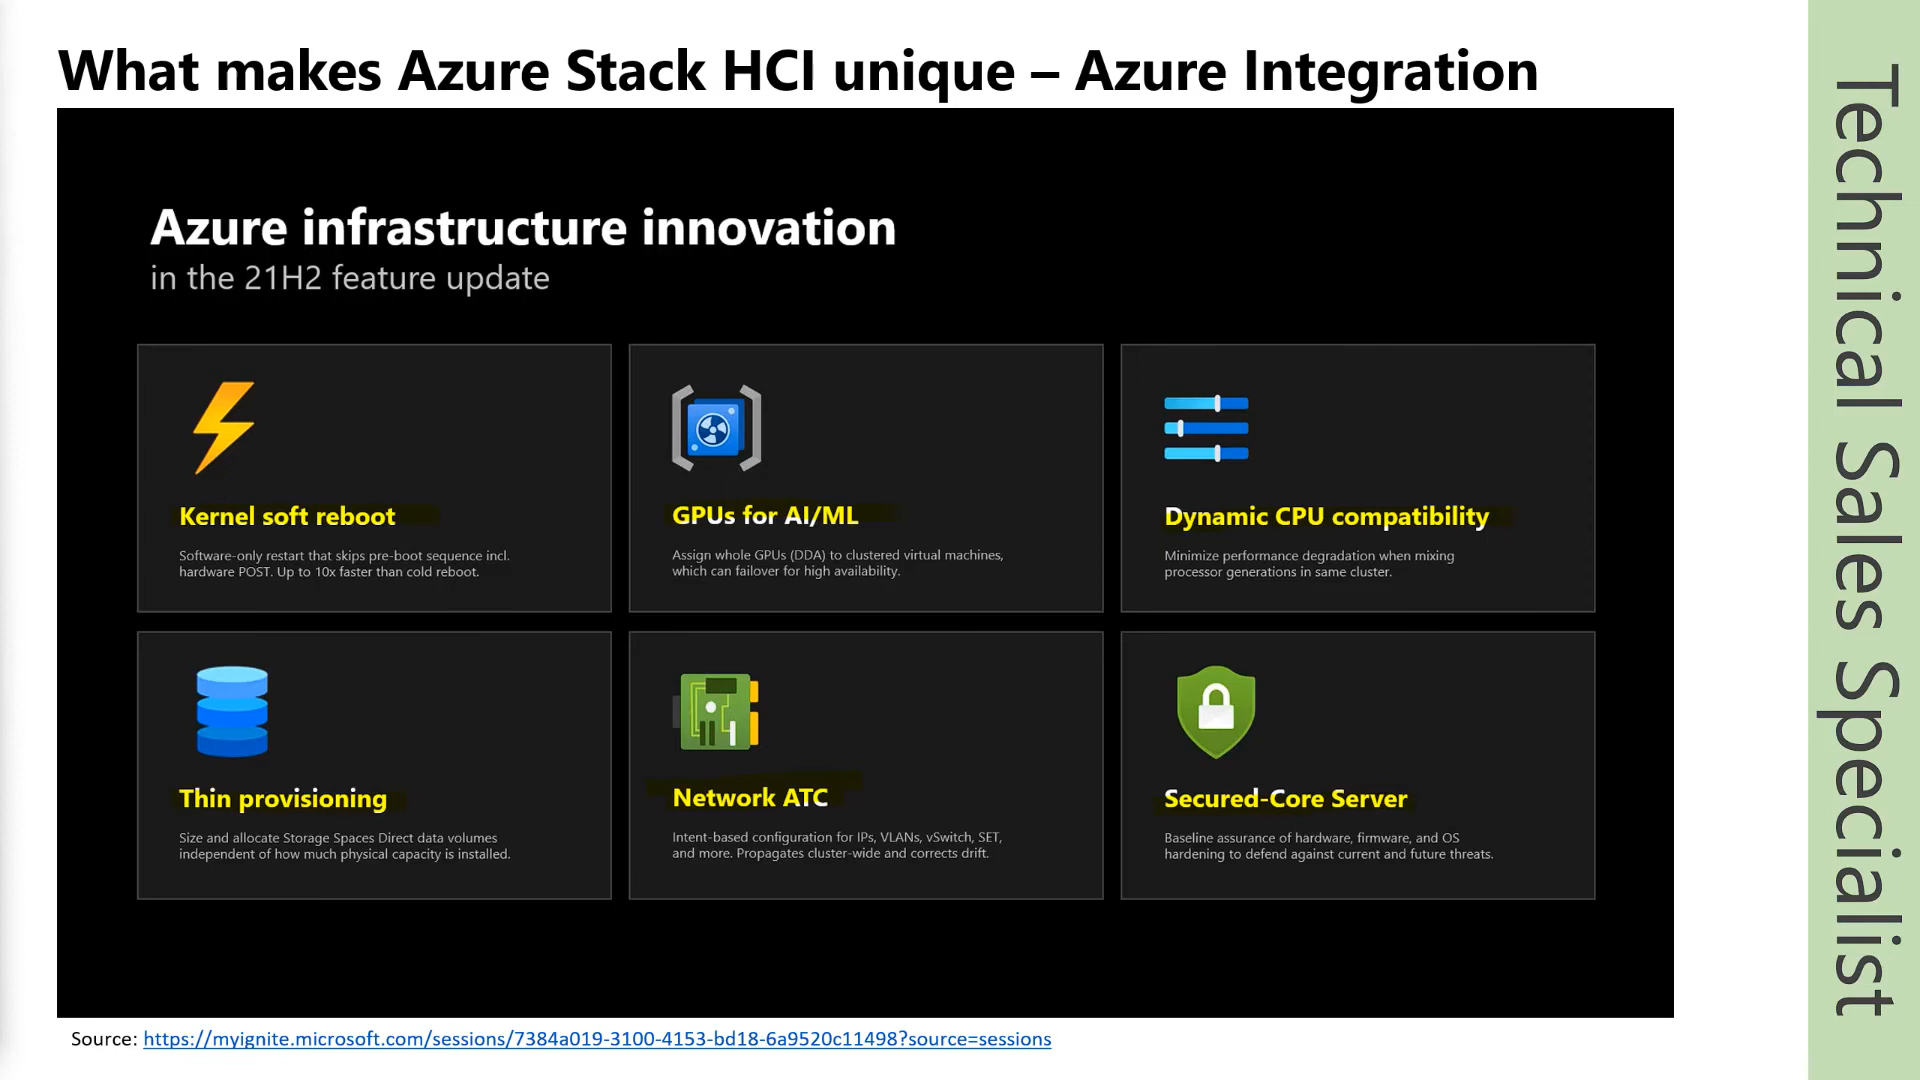 What makes Azure Stack HCI unique – Azure Integration
Azure infrastructure innovation
in the 21H2 feature update
Kernel soft reboot
Software-only restart that skips pre-boot sequence incl.
hardware POST. Up to 10x faster than cold reboot.
GPUs for AI/ML
Assign whole GPUs (DDA) to clustered virtual machines,
which can failover for high availability.
Dynamic CPU compatibility
Minimize performance degradation when mixing
processor generations in same cluster.
Thin provisioning
Size and allocate Storage Spaces Direct data volumes
independent of how much physical capacity is installed.
Network ATC
Intent-based configuration for IPs, VLANs, vSwitch, SET,
and more. Propagates cluster-wide and corrects drift.
Secured-Core Server
Baseline assurance of hardware, firmware, and OS
hardening to defend against current and future threats.
Source: https://myignite.microsoft.com/sessions/7384a019-3100-4153-bd18-6a9520c11498?source=sessions
Technical Sales Specialist